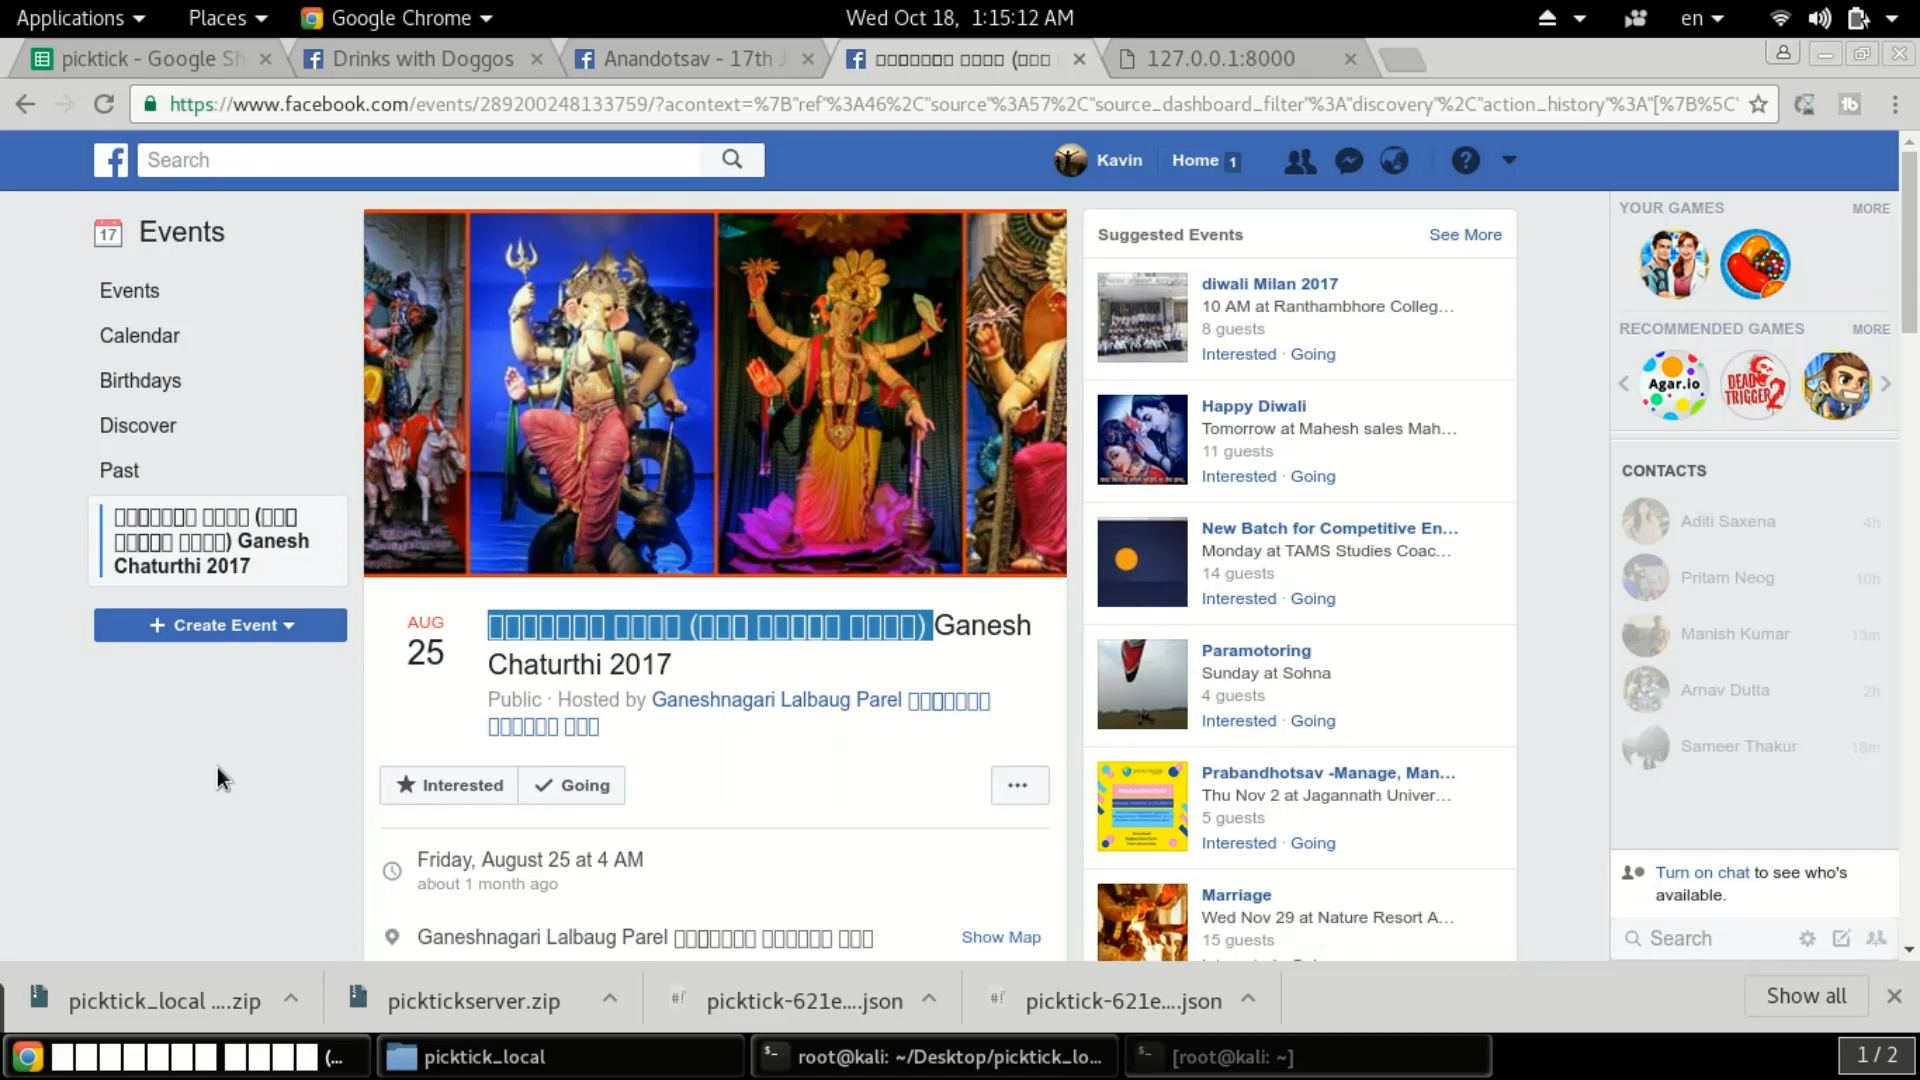 Applications Places Google Chrome Wed Oct 18, 1:15:12 AM en
picktick - Google Sh Drinks with Doggos Anandotsav - 17th J 127.0.0.1:8000
https://www.facebook.com/events/289200248133759/?acontext=%7B"ref"%3A46%2C"source"%3A57%2C"source_dashboard_filter"%3A"discovery"%2C"action_history"%3A"[%7B%5C'
Search Kavin Home 1
17 Events
Events
Calendar
Birthdays
Discover
Past
Ganesh
Chaturthi 2017
+ Create Event
AUG
25
Ganesh
Chaturthi 2017
Public · Hosted by Ganeshnagari Lalbaug Parel
Interested Going ...
Friday, August 25 at 4 AM
about 1 month ago
Ganeshnagari Lalbaug Parel Show Map
Suggested Events See More
diwali Milan 2017
10 AM at Ranthambhore Colleg...
8 guests
Interested · Going
Happy Diwali
Tomorrow at Mahesh sales Mah...
11 guests
Interested · Going
New Batch for Competitive En...
Monday at TAMS Studies Coac...
14 guests
Interested · Going
Paramotoring
Sunday at Sohna
4 guests
Interested · Going
Prabandhotsav -Manage, Man...
Thu Nov 2 at Jagannath Univer...
5 guests
Interested · Going
Marriage
Wed Nov 29 at Nature Resort A...
15 guests
YOUR GAMES MORE
RECOMMENDED GAMES MORE
Agar.io DEAD TRIGGER 2
CONTACTS
Aditi Saxena 4h
Pritam Neog 10h
Manish Kumar 13m
Arnav Dutta 2h
Sameer Thakur 18m
Turn on chat to see who's
available.
Search
picktick_local ....zip picktickserver.zip picktick-621e....json picktick-621e....json Show all
(... picktick_local root@kali: ~/Desktop/picktick_lo... [root@kali: ~] 1 / 2